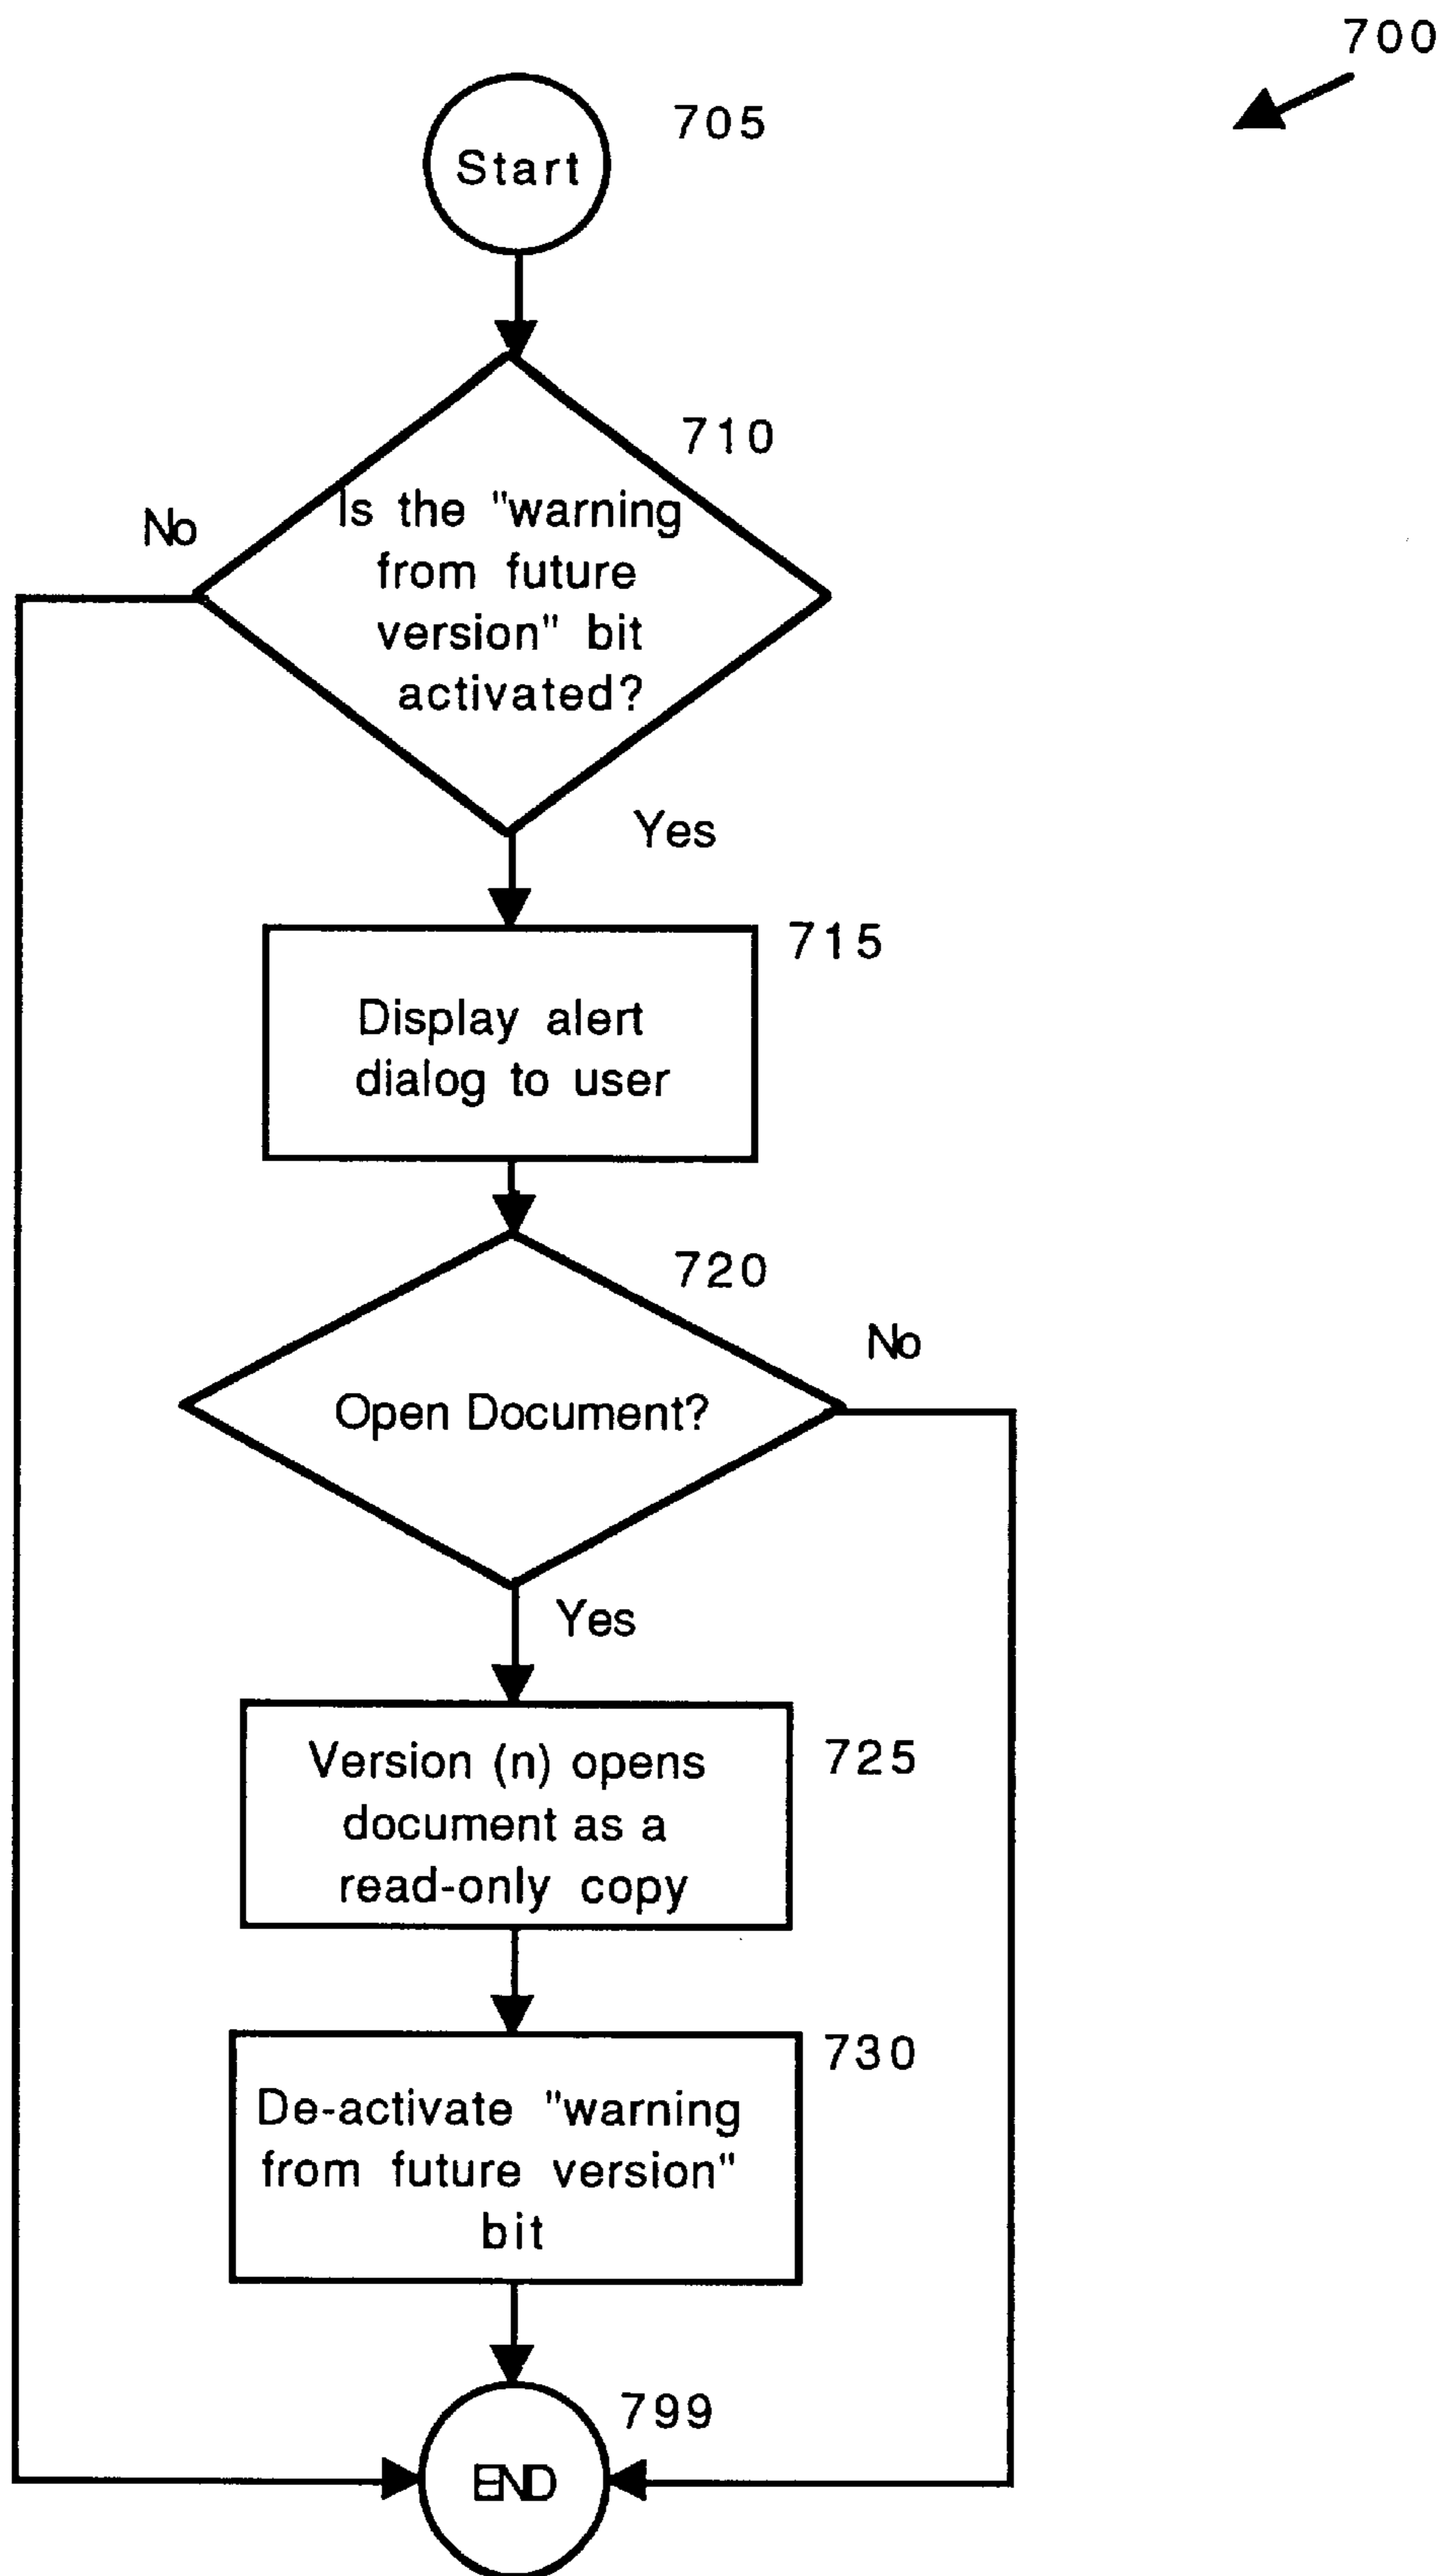 700
705
Start
710
No
Is the "warning
from future
version" bit
activated?
Yes
715
Display alert
dialog to user
720
No
Open Document?
Yes
Version (n) opens
725
document as a
read-only copy
730
De-activate "warning
from future version"
bit
799
END